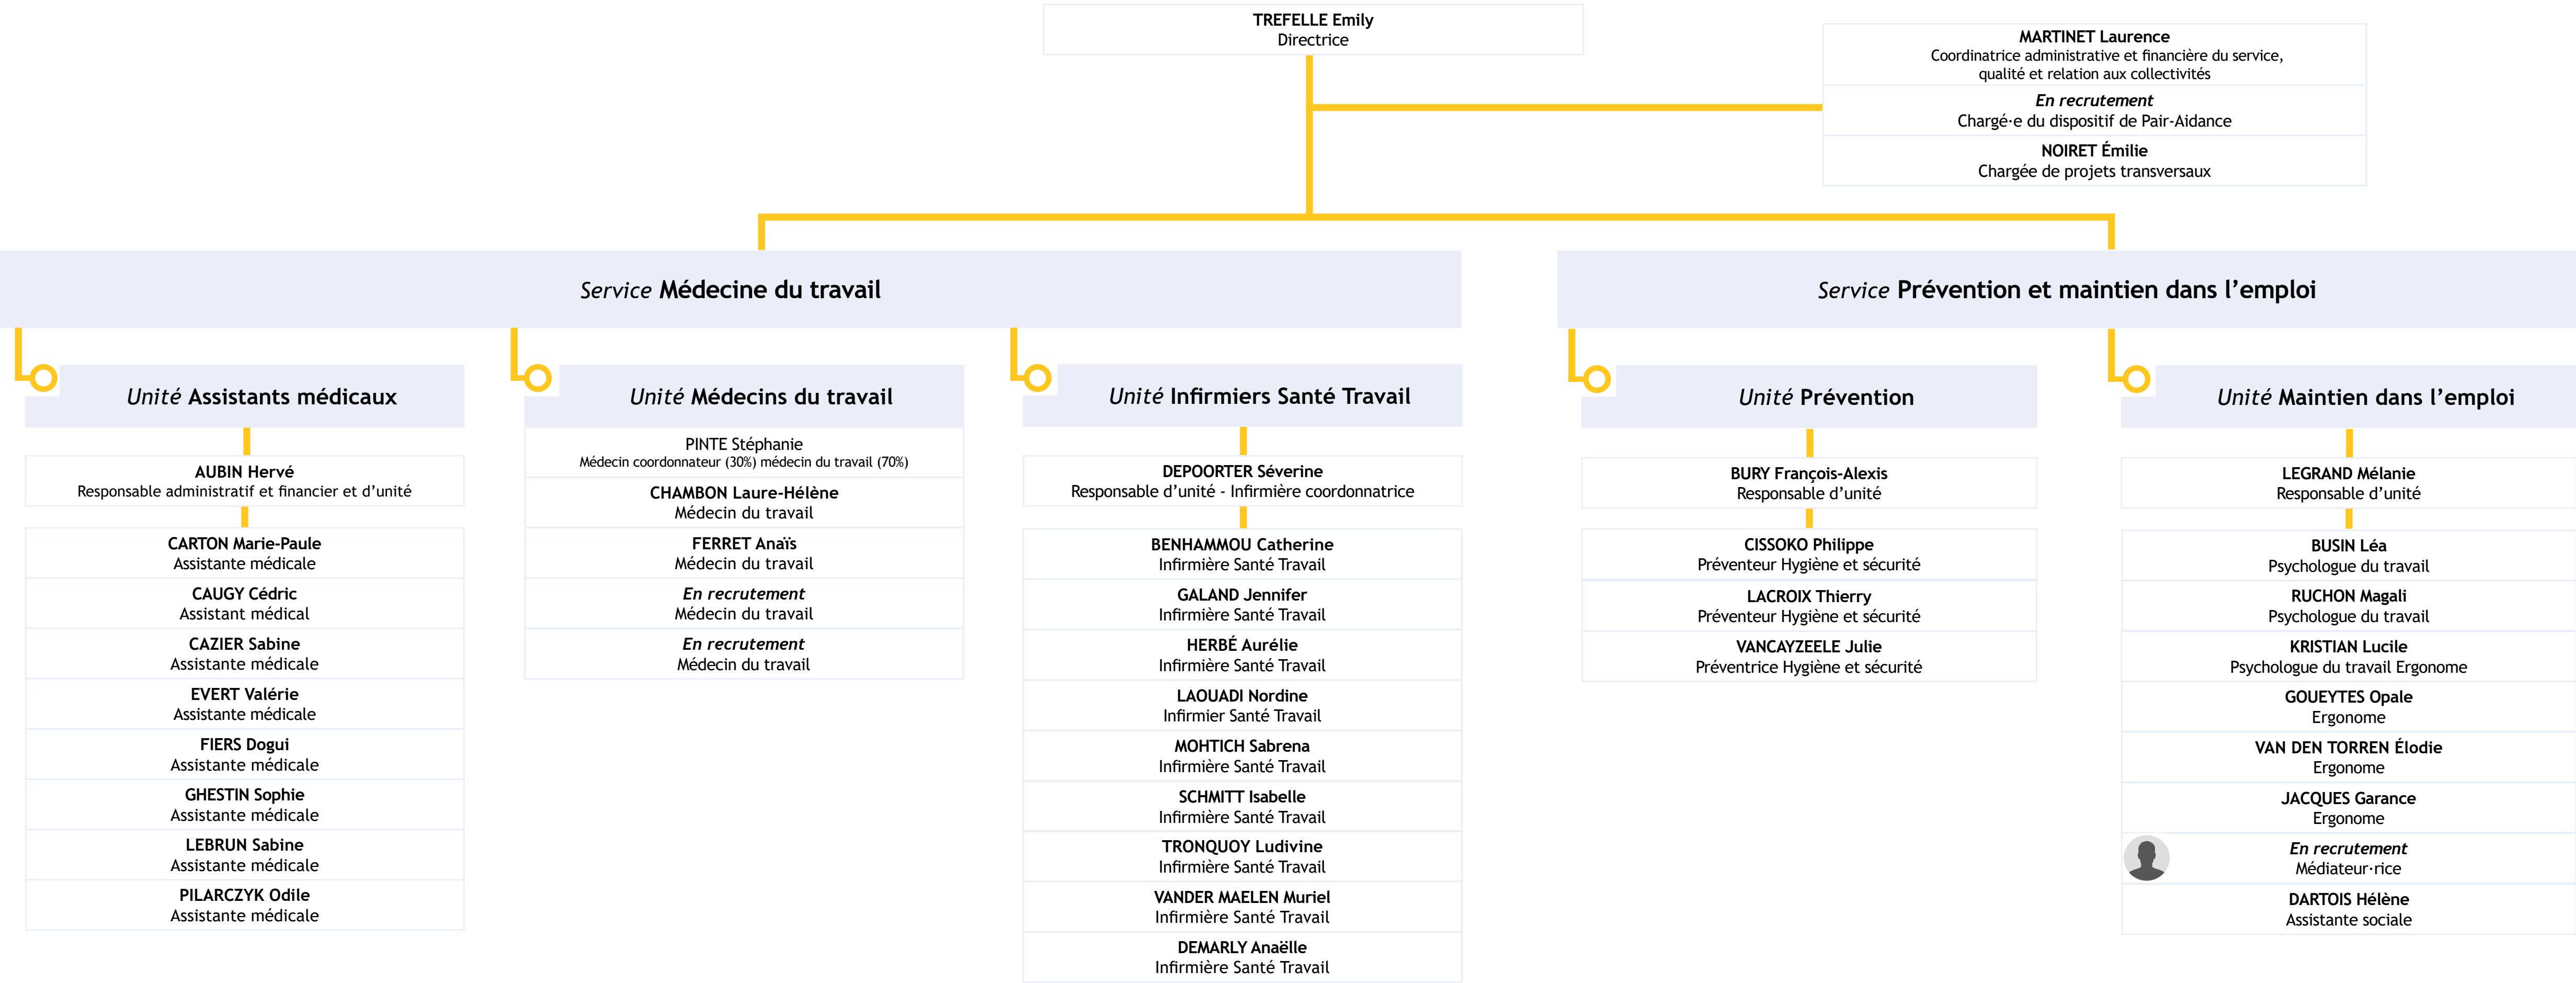 TREFELLE Emily
Directrice
MARTINET Laurence
Coordinatrice administrative et financière du service,
qualité et relation aux collectivités
En recrutement
Chargé·e du dispositif de Pair-Aidance
NOIRET Émilie
Chargée de projets transversaux
Service Médecine du travail
Unité Assistants médicaux
AUBIN Hervé
Responsable administratif et financier et d’unité
CARTON Marie-Paule
Assistante médicale
CAUGY Cédric
Assistant médical
CAZIER Sabine
Assistante médicale
EVERT Valérie
Assistante médicale
FIERS Dogui
Assistante médicale
GHESTIN Sophie
Assistante médicale
LEBRUN Sabine
Assistante médicale
PILARCZYK Odile
Assistante médicale
Unité Médecins du travail
PINTE Stéphanie
Médecin coordonnateur (30%) médecin du travail (70%)
CHAMBON Laure-Hélène
Médecin du travail
FERRET Anaïs
Médecin du travail
En recrutement
Médecin du travail
En recrutement
Médecin du travail
Unité Infirmiers Santé Travail
DEPOORTER Séverine
Responsable d’unité - Infirmière coordonnatrice
BENHAMMOU Catherine
Infirmière Santé Travail
GALAND Jennifer
Infirmière Santé Travail
HERBÉ Aurélie
Infirmière Santé Travail
LAOUADI Nordine
Infirmier Santé Travail
MOHTICH Sabrena
Infirmière Santé Travail
SCHMITT Isabelle
Infirmière Santé Travail
TRONQUOY Ludivine
Infirmière Santé Travail
VANDER MAELEN Muriel
Infirmière Santé Travail
DEMARLY Anaëlle
Infirmière Santé Travail
Service Prévention et maintien dans l’emploi
Unité Prévention
BURY François-Alexis
Responsable d’unité
CISSOKO Philippe
Préventeur Hygiène et sécurité
LACROIX Thierry
Préventeur Hygiène et sécurité
VANCAYZEELE Julie
Préventrice Hygiène et sécurité
Unité Maintien dans l’emploi
LEGRAND Mélanie
Responsable d’unité
BUSIN Léa
Psychologue du travail
RUCHON Magali
Psychologue du travail
KRISTIAN Lucile
Psychologue du travail Ergonome
GOUEYTES Opale
Ergonome
VAN DEN TORREN Élodie
Ergonome
JACQUES Garance
Ergonome
En recrutement
Médiateur·rice
DARTOIS Hélène
Assistante sociale